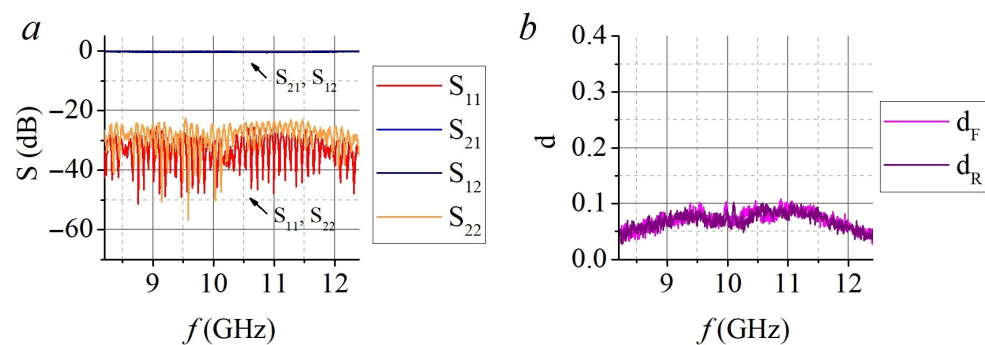 a
S (dB)
0
−20
−40
−60
S21, S12
S11, S22
9 10 11 12
f (GHz)
S11
S21
S12
S22
b
d
0.4
0.3
0.2
0.1
0.0
9 10 11 12
f (GHz)
dF
dR